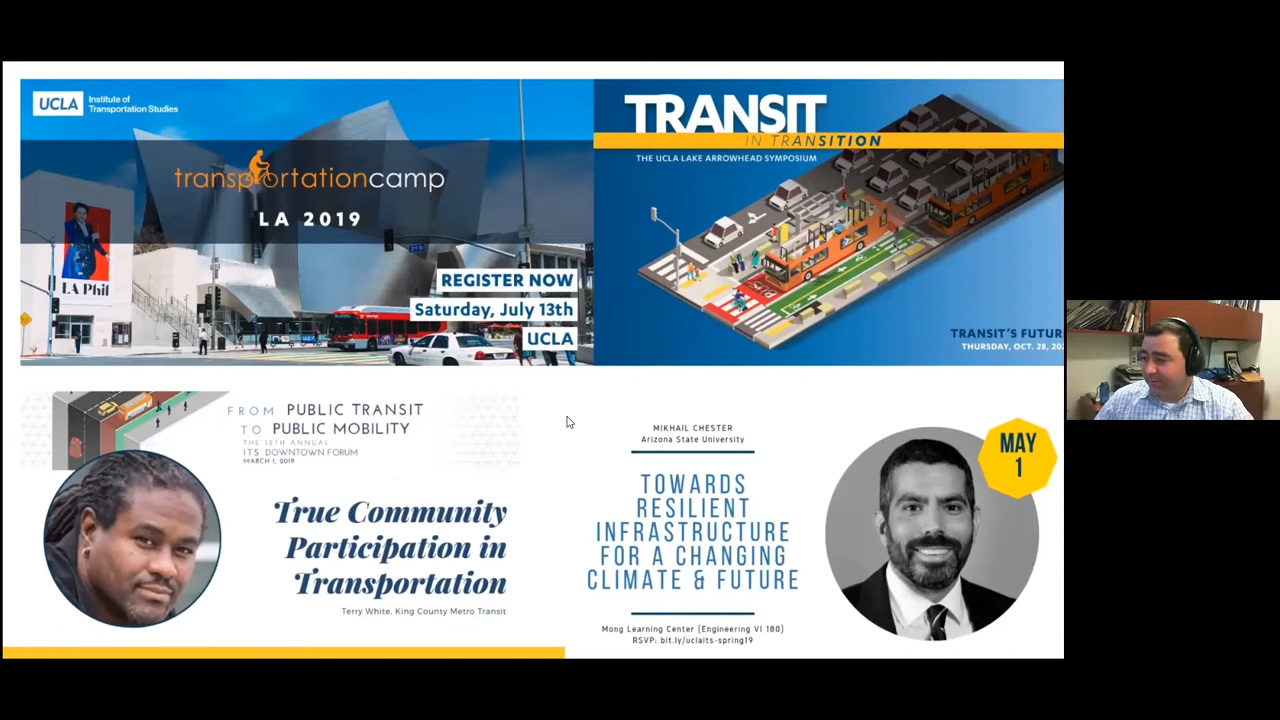 UCLA
Institute of
Transportation Studies
transportationcamp
LA 2019
LA Phil
REGISTER NOW
Saturday, July 13th
UCLA
TRANSIT
IN TRANSITION
THE UCLA LAKE ARROWHEAD SYMPOSIUM
BUS
TRANSIT'S FUTUR
THURSDAY, OCT. 28, 202
FROM PUBLIC TRANSIT
TO PUBLIC MOBILITY
THE 12TH ANNUAL
ITS DOWNTOWN FORUM
MARCH 1, 2019
True Community
Participation in
Transportation
Terry White, King County Metro Transit
MIKHAIL CHESTER
Arizona State University
TOWARDS
RESILIENT
INFRASTRUCTURE
FOR A CHANGING
CLIMATE & FUTURE
Mong Learning Center (Engineering VI 180)
RSVP: bit.ly/uclaits-spring19
MAY
1